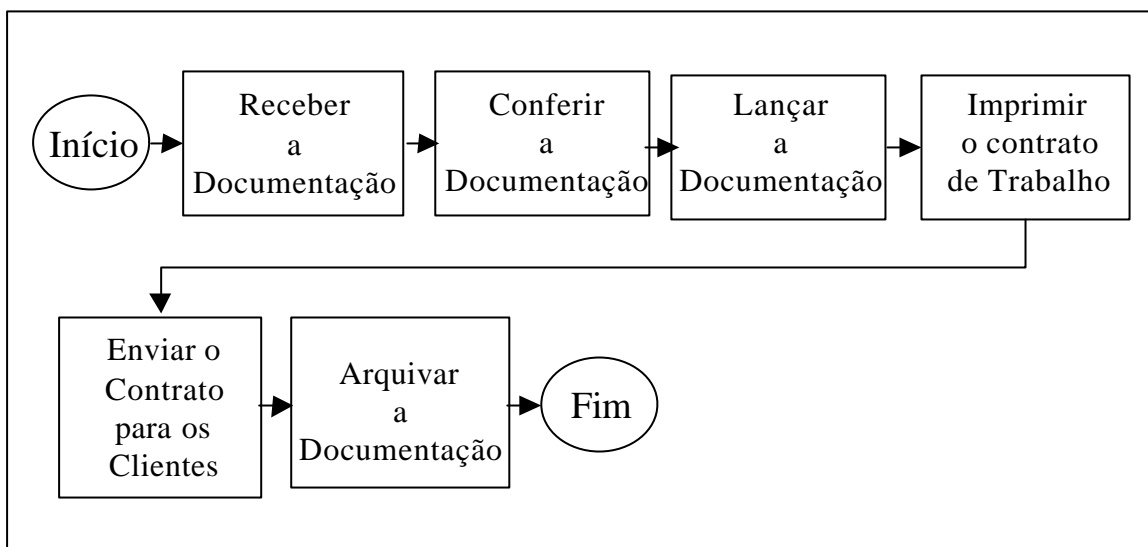 Início
Receber
a
Documentação
Conferir
a
Documentação
Lançar
a
Documentação
Imprimir
o contrato
de Trabalho
Enviar o
Contrato
para os
Clientes
Arquivar
a
Documentação
Fim